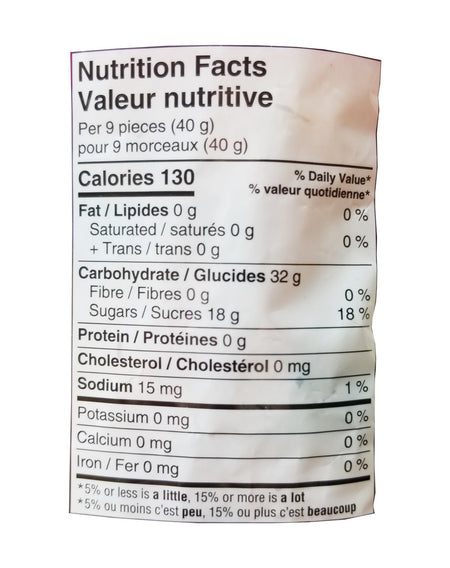 Nutrition Facts
Valeur nutritive
Per 9 pieces (40 g)
pour 9 morceaux (40 g)
Calories 130 % Daily Value*
% valeur quotidienne*
Fat / Lipides 0 g 0 %
Saturated / saturés 0 g
+ Trans / trans 0 g 0 %
Carbohydrate / Glucides 32 g
Fibre / Fibres 0 g 0 %
Sugars / Sucres 18 g 18 %
Protein / Protéines 0 g
Cholesterol / Cholestérol 0 mg
Sodium 15 mg 1 %
Potassium 0 mg 0 %
Calcium 0 mg 0 %
Iron / Fer 0 mg 0 %
*5% or less is a little, 15% or more is a lot
*5% ou moins c'est peu, 15% ou plus c'est beaucoup